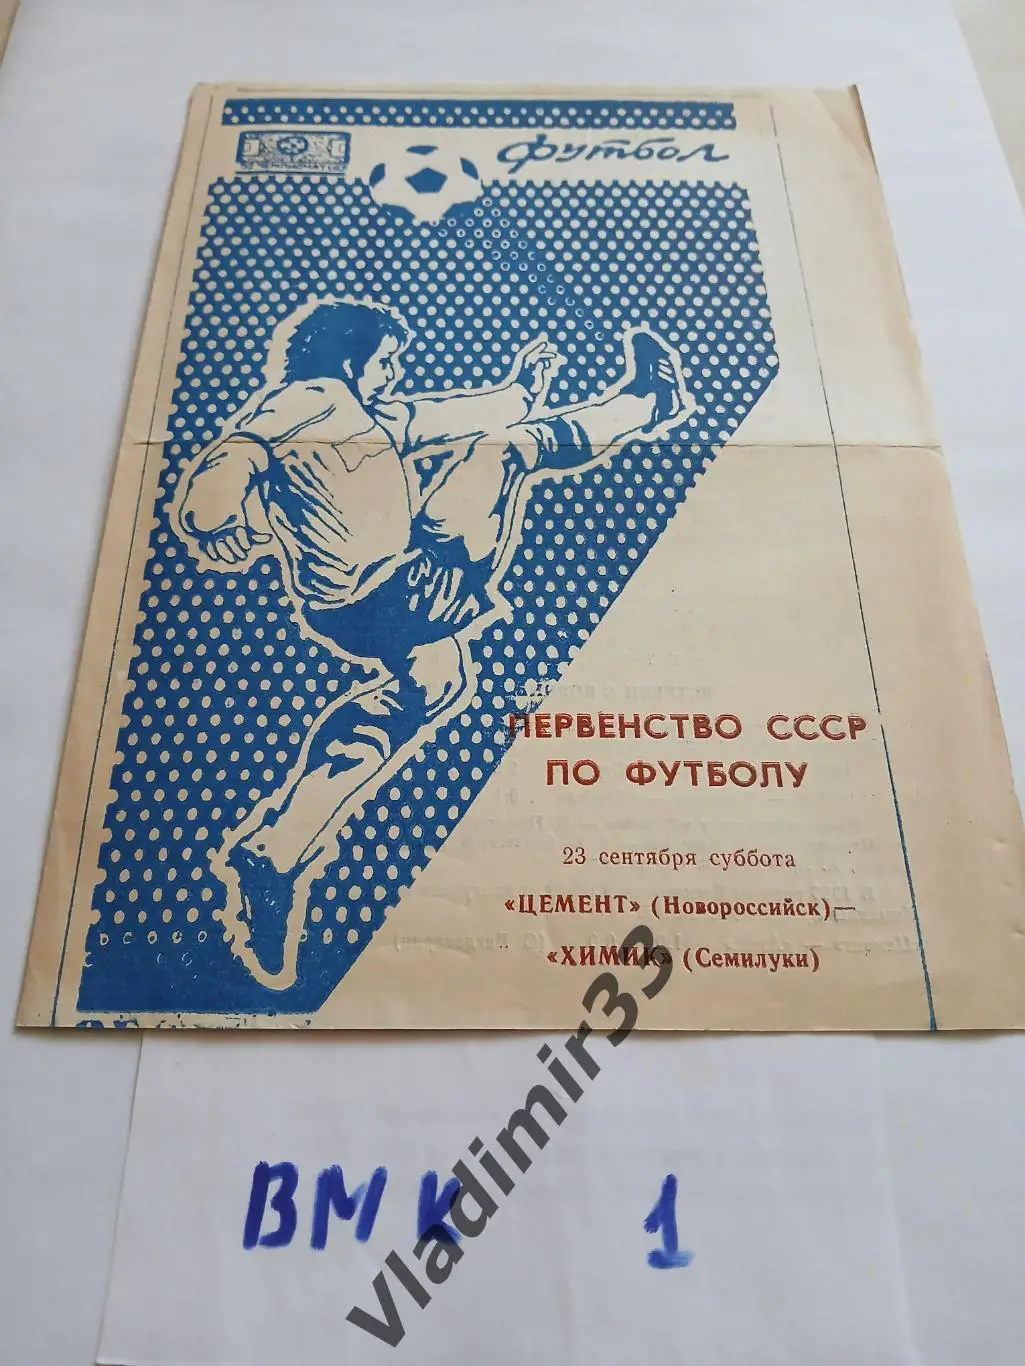 футбол
ПЕРВЕНСТВО СССР
ПО ФУТБОЛУ
23 сентября суббота
«ЦЕМЕНТ» (Новороссийск)—
«ХИМИК» (Семилуки)
Vladimir33
ВМК 1